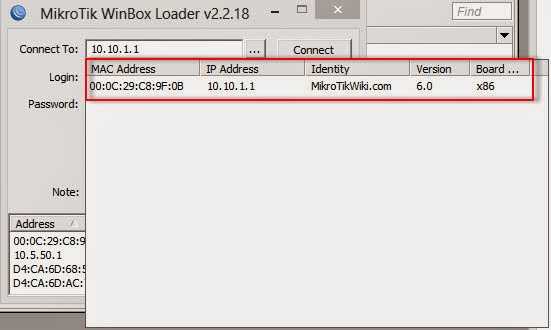 MikroTik WinBox Loader v2.2.18
Find
Connect To: 10.10.1.1 ... Connect
MAC Address IP Address Identity Version Board ...
00:0C:29:C8:9F:0B 10.10.1.1 MikroTikWiki.com 6.0 x86
Login:
Password:
Note:
Address
00:0C:29:C8:9
10.5.50.1
D4:CA:6D:68:5
D4:CA:6D:AC: